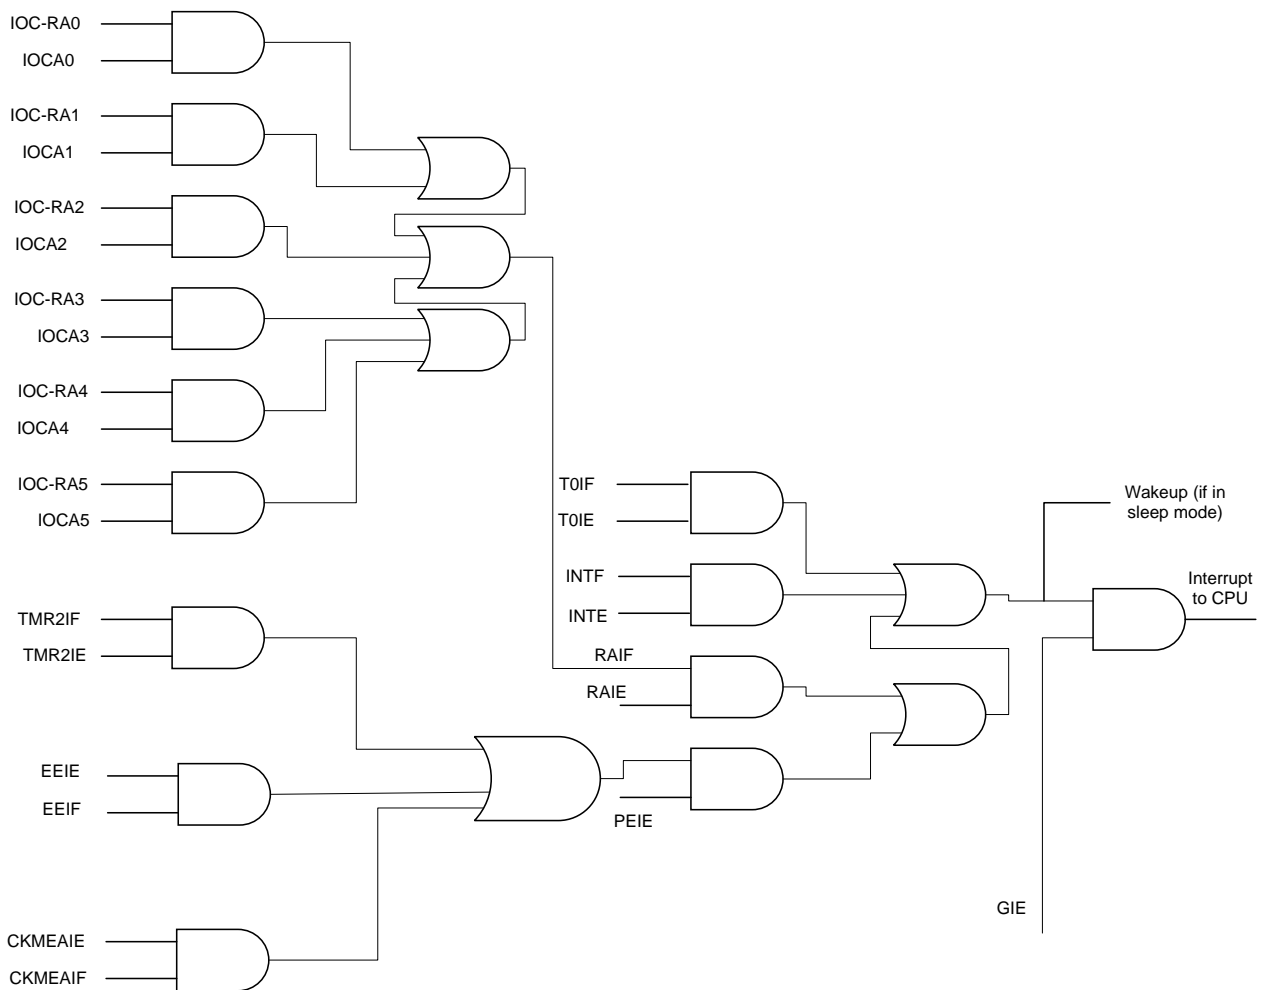 IOC-RA0
IOCA0
IOC-RA1
IOCA1
IOC-RA2
IOCA2
IOC-RA3
IOCA3
IOC-RA4
IOCA4
IOC-RA5
IOCA5
TMR2IF
TMR2IE
EEIE
EEIF
CKMEAIE
CKMEAIF
T0IF
T0IE
INTF
INTE
RAIF
RAIE
PEIE
Wakeup (if in
sleep mode)
Interrupt
to CPU
GIE